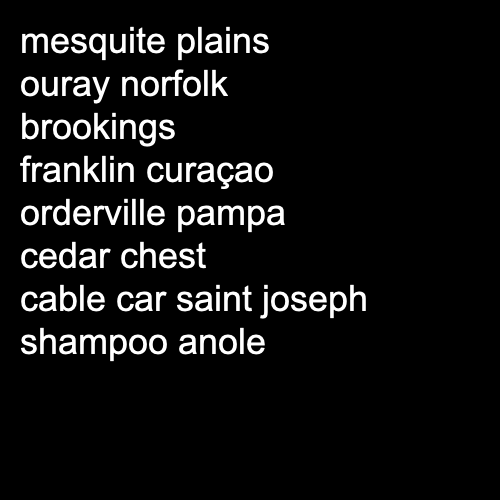 mesquite plains
ouray norfolk
brookings
franklin curaçao
orderville pampa
cedar chest
cable car saint joseph
shampoo anole